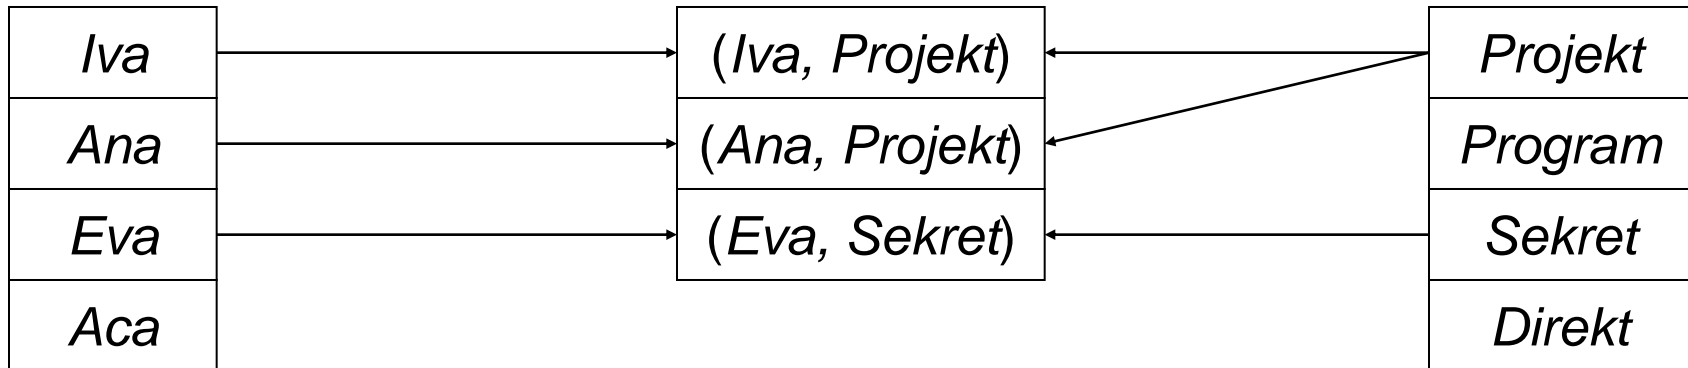 Iva (Iva, Projekt) Projekt
Ana (Ana, Projekt) Program
Eva (Eva, Sekret) Sekret
Aca Direkt